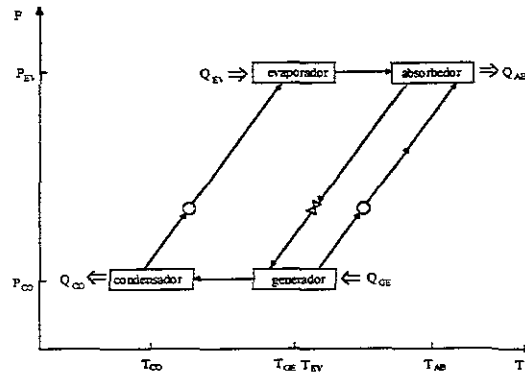 P
P_EV
Q_EV evaporador absorbedor Q_AB
P_CO Q_CO condensador generador Q_GE
T_CO T_GE T_EV T_AB T